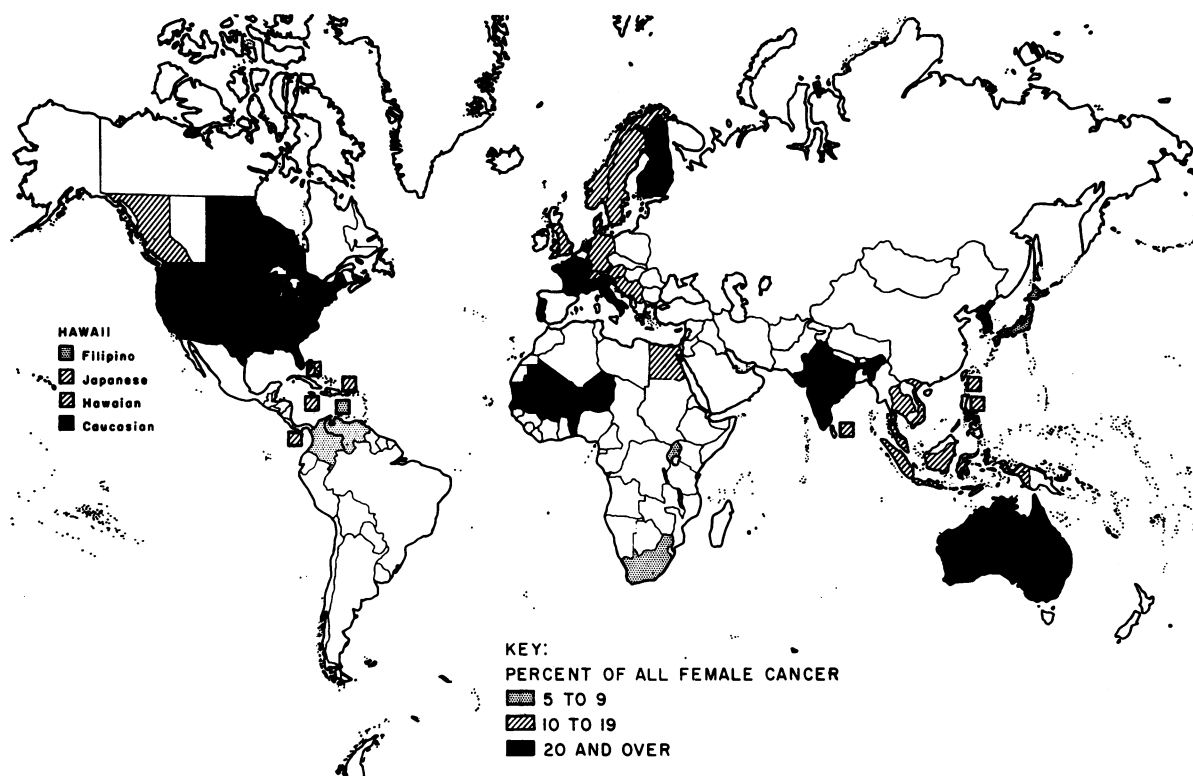 HAWAII
Filipino
Japanese
Hawaian
Caucasian
KEY:
PERCENT OF ALL FEMALE CANCER
5 TO 9
10 TO 19
20 AND OVER